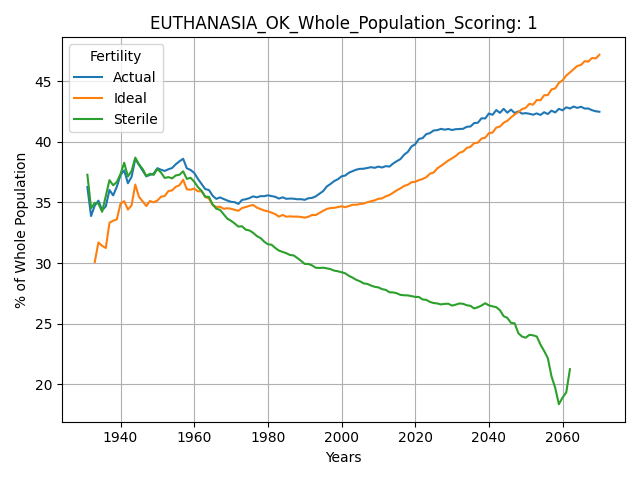 EUTHANASIA_OK_Whole_Population_Scoring: 1
Fertility
Actual
Ideal
Sterile
% of Whole Population
45
40
35
30
25
20
1940 1960 1980 2000 2020 2040 2060
Years